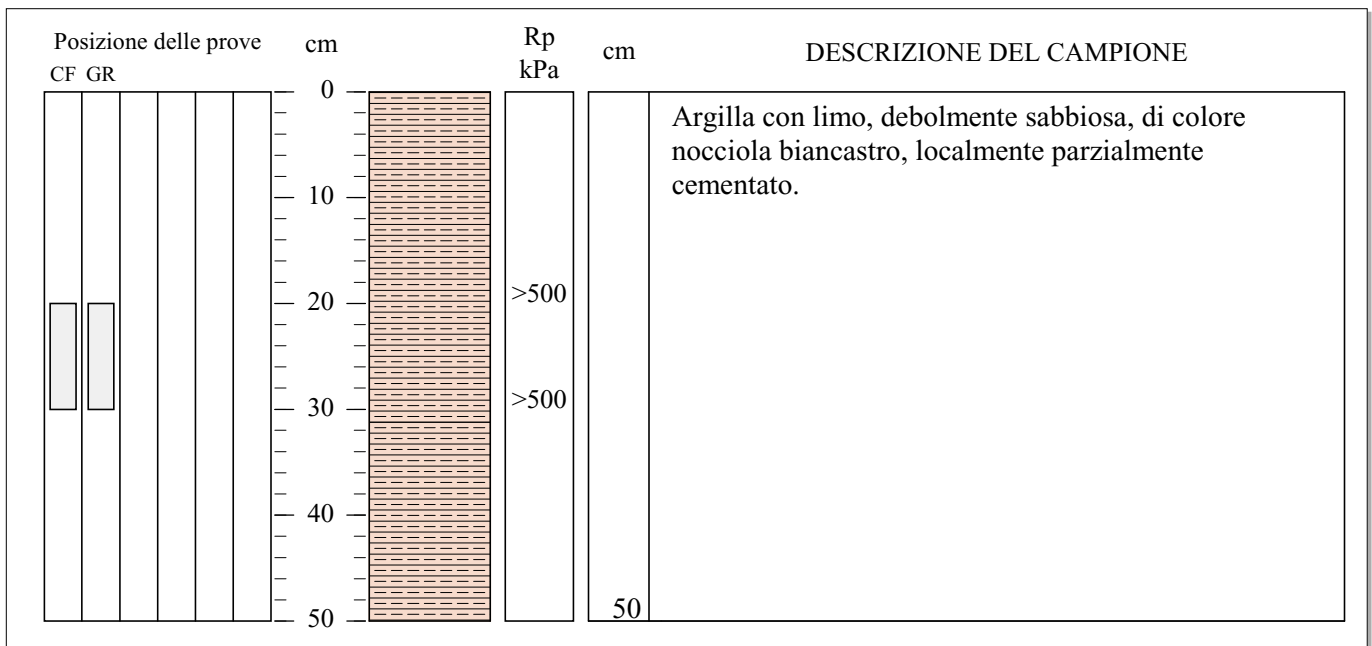 Posizione delle prove
cm
Rp
kPa
cm
DESCRIZIONE DEL CAMPIONE
CF GR
0
10
20
30
40
50
>500
>500
50
Argilla con limo, debolmente sabbiosa, di colore
nocciola biancastro, localmente parzialmente
cementato.